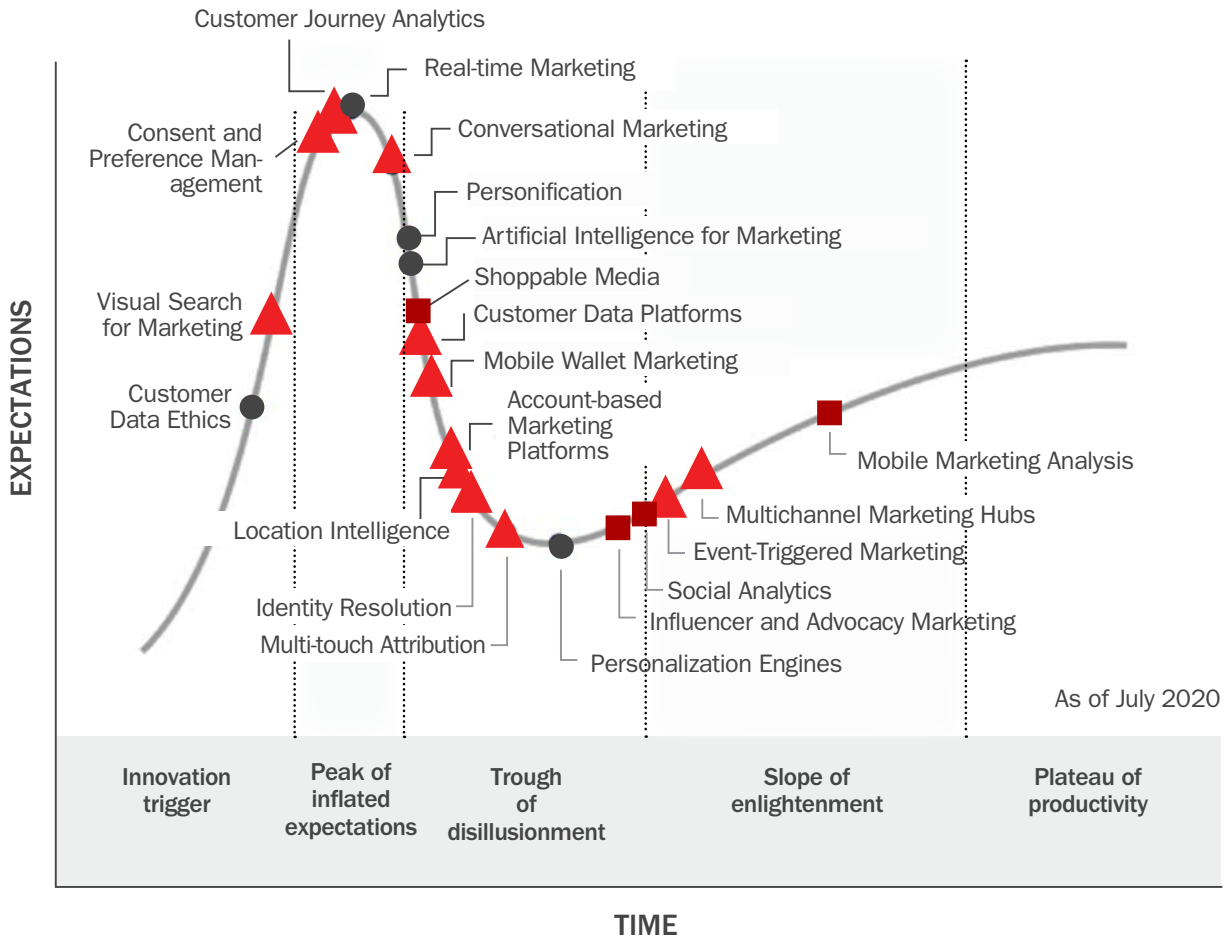 Customer Journey Analytics
Real-time Marketing
Consent and
Preference Man-
agement
Conversational Marketing
Personification
Artificial Intelligence for Marketing
Shoppable Media
Visual Search
for Marketing
Customer Data Platforms
Mobile Wallet Marketing
Customer
Data Ethics
Account-based
Marketing
Platforms
Mobile Marketing Analysis
Location Intelligence
Multichannel Marketing Hubs
Event-Triggered Marketing
Social Analytics
Identity Resolution
Influencer and Advocacy Marketing
Multi-touch Attribution
Personalization Engines
As of July 2020
EXPECTATIONS
Innovation
trigger
Peak of
inflated
expectations
Trough
of
disillusionment
Slope of
enlightenment
Plateau of
productivity
TIME